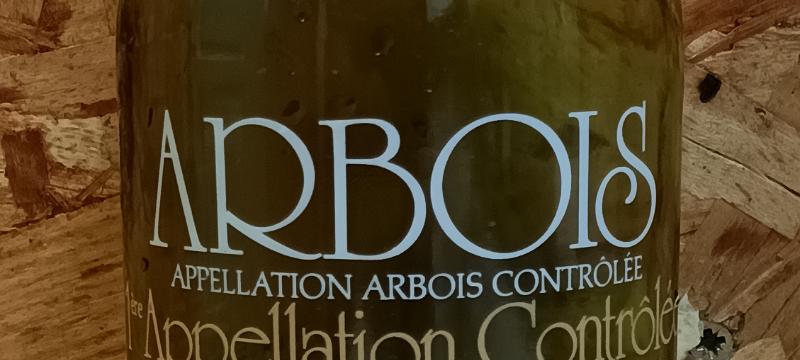 ARBOIS
APPELLATION ARBOIS CONTRÔLÉE
1ère Appellation Contrôlée